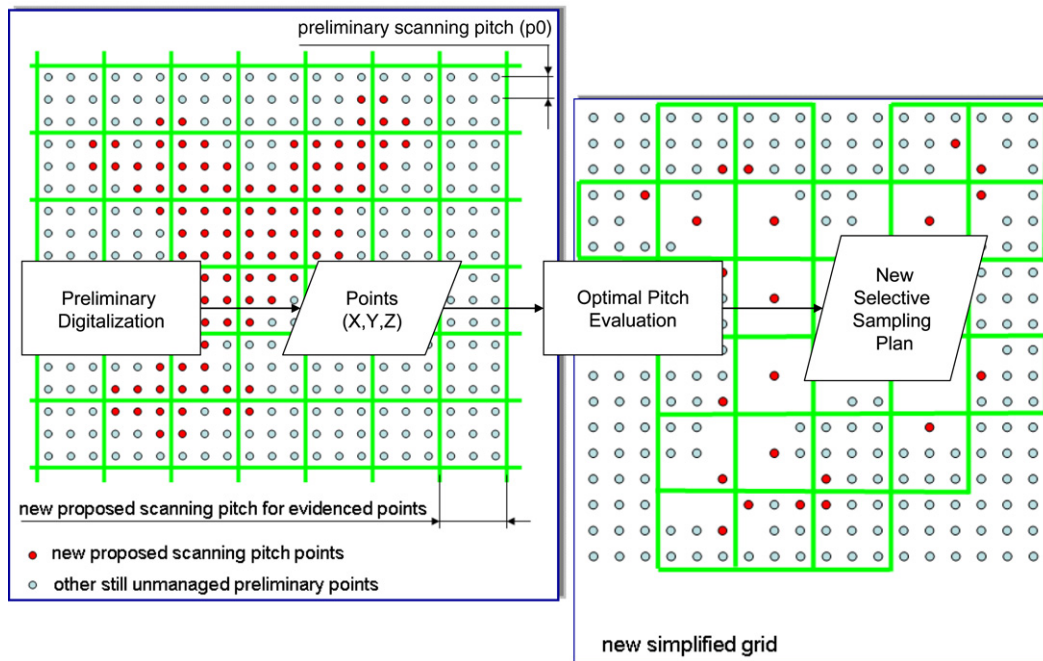 preliminary scanning pitch (p0)
Preliminary
Digitalization
Points
(X,Y,Z)
Optimal Pitch
Evaluation
New
Selective
Sampling
Plan
new proposed scanning pitch for evidenced points
new proposed scanning pitch points
other still unmanaged preliminary points
new simplified grid